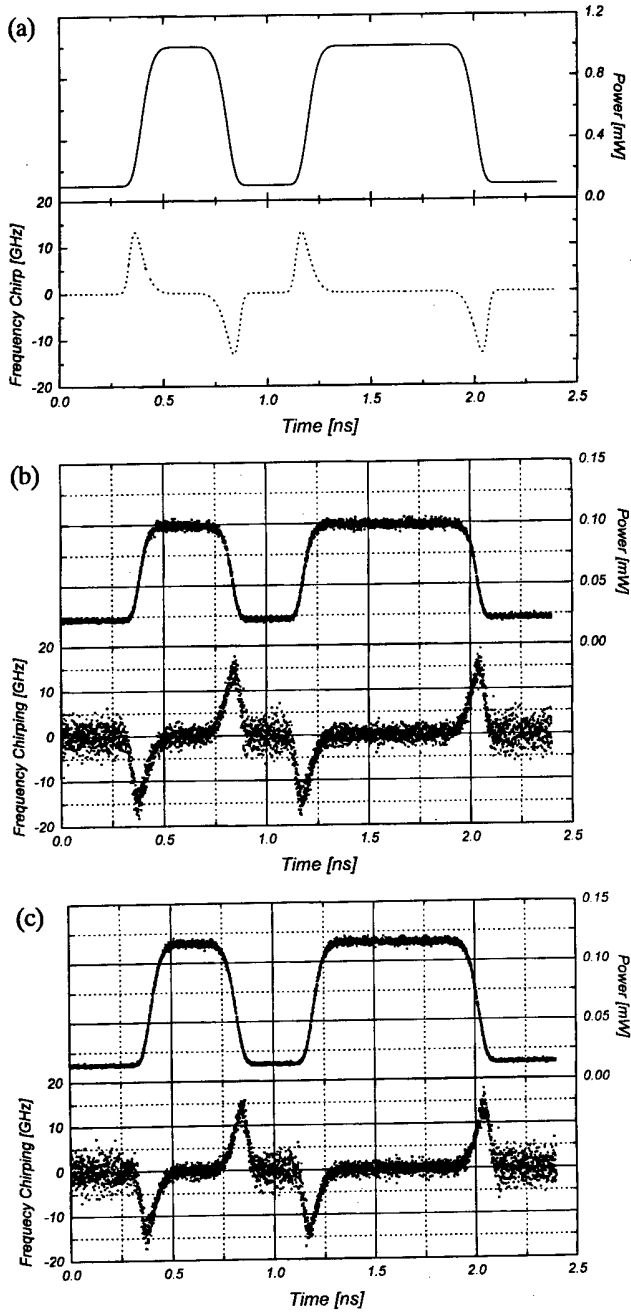 (a)
1.2
0.8
0.4
0.0
Power [mW]
20
10
0
-10
-20
Frequency Chirp [GHz]
0.0 0.5 1.0 1.5 2.0 2.5
Time [ns]
(b)
0.15
0.10
0.05
0.00
Power [mW]
20
10
0
-10
-20
Frequency Chirping [GHz]
0.0 0.5 1.0 1.5 2.0 2.5
Time [ns]
(c)
0.15
0.10
0.05
0.00
Power [mW]
20
10
0
-10
-20
Frequecy Chirping [GHz]
0.0 0.5 1.0 1.5 2.0 2.5
Time [ns]